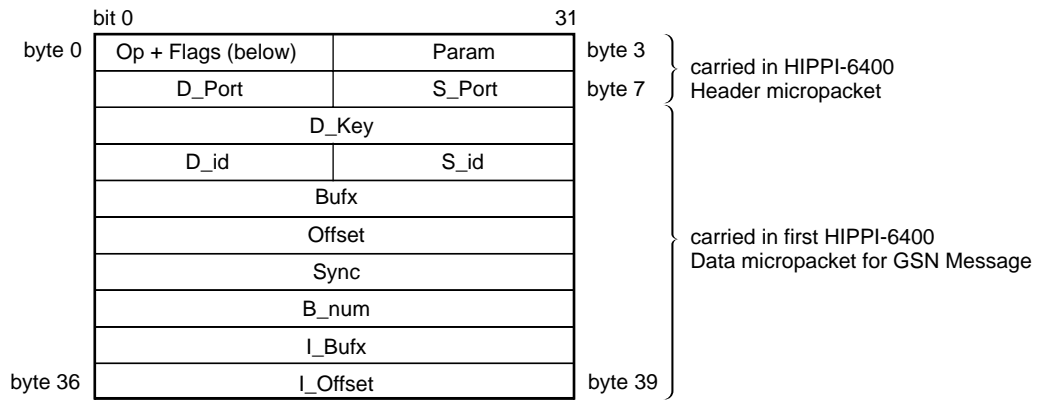 bit 0 31
byte 0 Op + Flags (below) Param byte 3
carried in HIPPI-6400
Header micropacket
D_Port S_Port byte 7
D_Key
D_id S_id
Bufx
Offset
carried in first HIPPI-6400
Data micropacket for GSN Message
Sync
B_num
I_Bufx
byte 36 I_Offset byte 39